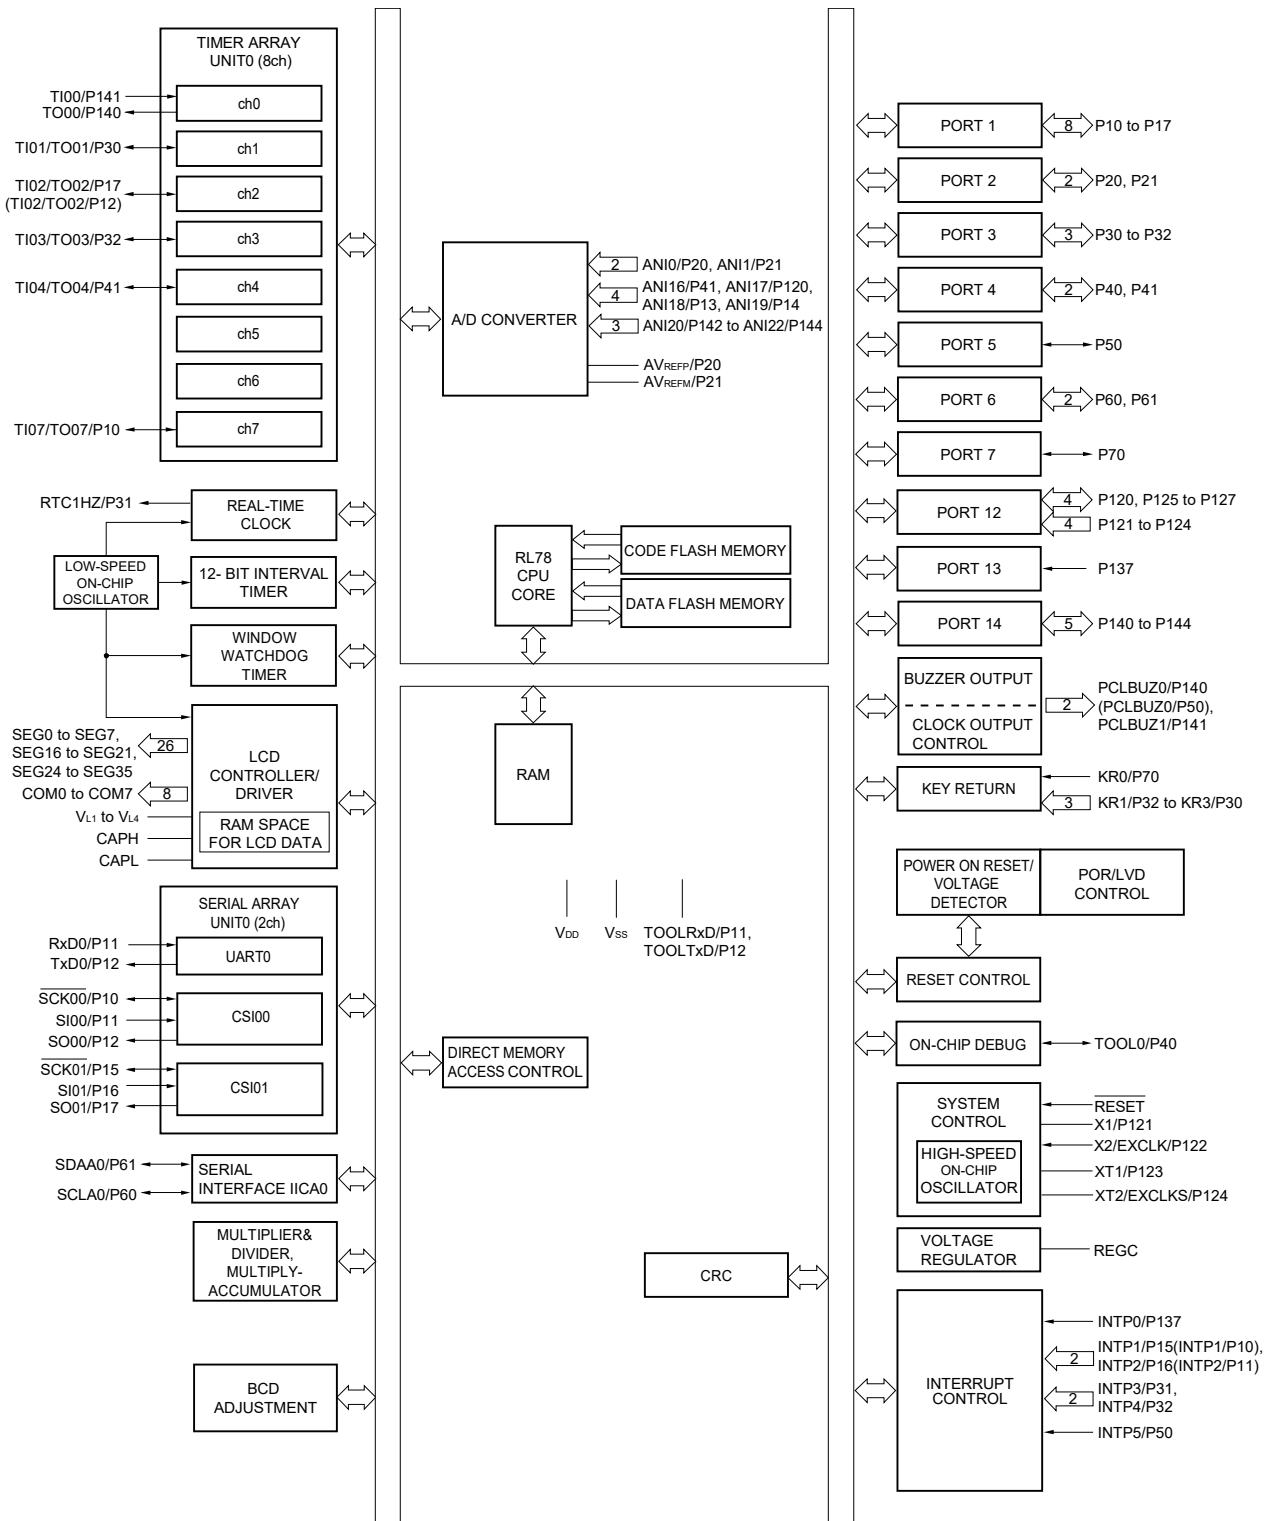 TIMER ARRAY
UNIT0 (8ch)
TI00/P141
TO00/P140
ch0
TI01/TO01/P30
ch1
TI02/TO02/P17
(TI02/TO02/P12)
ch2
TI03/TO03/P32
ch3
TI04/TO04/P41
ch4
ch5
ch6
TI07/TO07/P10
ch7
RTC1HZ/P31
REAL-TIME
CLOCK
LOW-SPEED
ON-CHIP
OSCILLATOR
12- BIT INTERVAL
TIMER
WINDOW
WATCHDOG
TIMER
SEG0 to SEG7,
SEG16 to SEG21,
SEG24 to SEG35
26
COM0 to COM7
8
VL1 to VL4
CAPH
CAPL
LCD
CONTROLLER/
DRIVER
RAM SPACE
FOR LCD DATA
SERIAL ARRAY
UNIT0 (2ch)
RxD0/P11
TxD0/P12
UART0
SCK00/P10
SI00/P11
SO00/P12
CSI00
SCK01/P15
SI01/P16
SO01/P17
CSI01
SDAA0/P61
SCLA0/P60
SERIAL
INTERFACE IICA0
MULTIPLIER&
DIVIDER,
MULTIPLY-
ACCUMULATOR
BCD
ADJUSTMENT
A/D CONVERTER
2
ANI0/P20, ANI1/P21
4
ANI16/P41, ANI17/P120,
ANI18/P13, ANI19/P14
3
ANI20/P142 to ANI22/P144
AVREFP/P20
AVREFM/P21
RL78
CPU
CORE
CODE FLASH MEMORY
DATA FLASH MEMORY
RAM
VDD
VSS
TOOLRxD/P11,
TOOLTxD/P12
DIRECT MEMORY
ACCESS CONTROL
CRC
PORT 1
8
P10 to P17
PORT 2
2
P20, P21
PORT 3
3
P30 to P32
PORT 4
2
P40, P41
PORT 5
P50
PORT 6
2
P60, P61
PORT 7
P70
PORT 12
4
P120, P125 to P127
4
P121 to P124
PORT 13
P137
PORT 14
5
P140 to P144
BUZZER OUTPUT
CLOCK OUTPUT
CONTROL
2
PCLBUZ0/P140
(PCLBUZ0/P50),
PCLBUZ1/P141
KEY RETURN
KR0/P70
3
KR1/P32 to KR3/P30
POWER ON RESET/
VOLTAGE
DETECTOR
POR/LVD
CONTROL
RESET CONTROL
ON-CHIP DEBUG
TOOL0/P40
SYSTEM
CONTROL
HIGH-SPEED
ON-CHIP
OSCILLATOR
RESET
X1/P121
X2/EXCLK/P122
XT1/P123
XT2/EXCLKS/P124
VOLTAGE
REGULATOR
REGC
INTERRUPT
CONTROL
INTP0/P137
2
INTP1/P15(INTP1/P10),
INTP2/P16(INTP2/P11)
2
INTP3/P31,
INTP4/P32
INTP5/P50